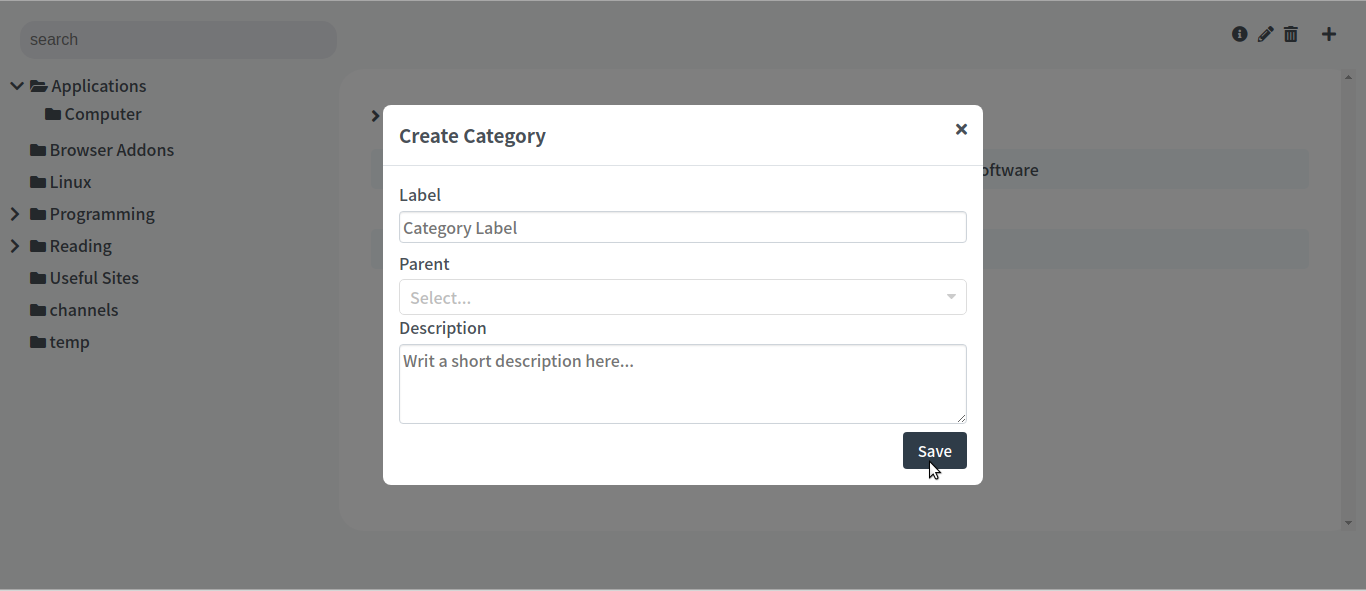 search
Applications
Computer
Browser Addons
Linux
Programming
Reading
Useful Sites
channels
temp
Create Category
Label
Category Label
Parent
Select...
Description
Writ a short description here...
Save